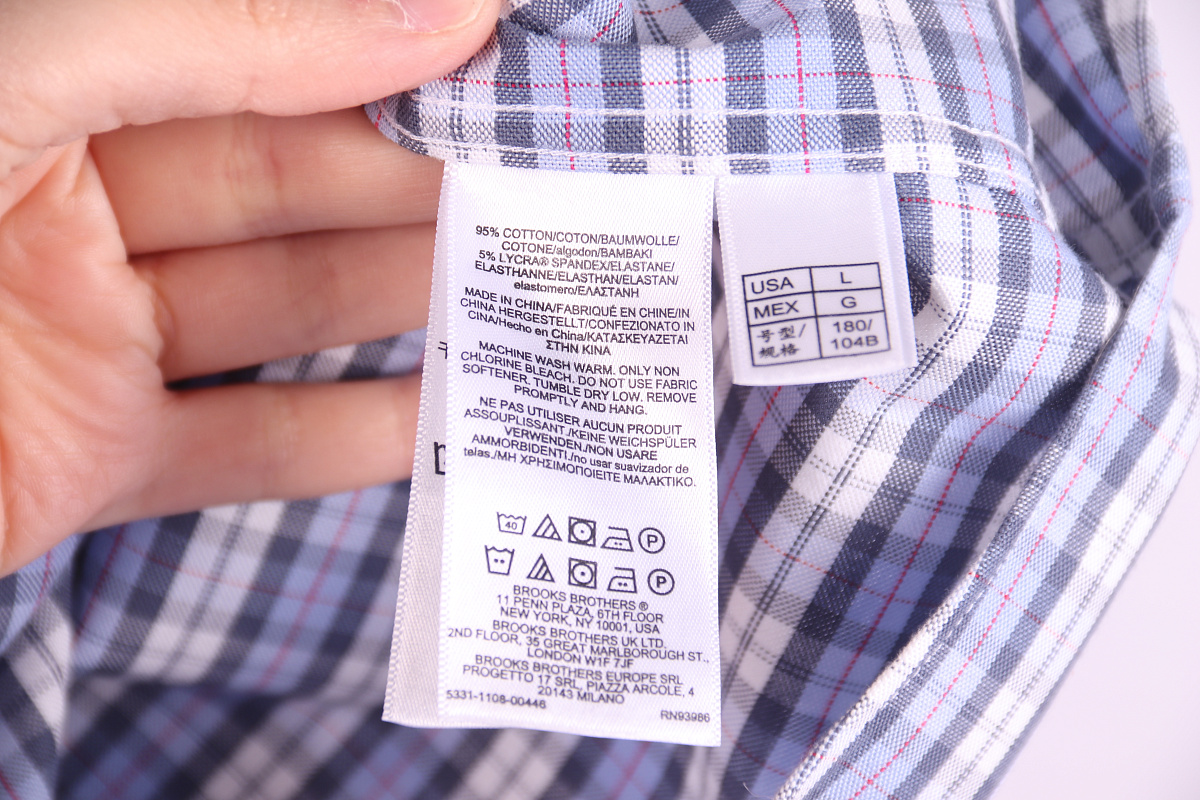 95% COTTON/COTON/BAUMWOLLE/
COTONE/algodon/BAMBAKI
5% LYCRA® SPANDEX/ELASTANE/
ELASTHANNE/ELASTHAN/ELASTAN/
elastomero/ΕΛΑΣΤΑΝΗ
MADE IN CHINA/FABRIQUÉ EN CHINE/IN
CHINA HERGESTELLT/CONFEZIONATO IN
CINA/Hecho en China/ΚΑΤΑΣΚΕΥΑΖΕΤΑΙ
ΣΤΗΝ ΚΙΝΑ
MACHINE WASH WARM. ONLY NON
CHLORINE BLEACH. DO NOT USE FABRIC
SOFTENER. TUMBLE DRY LOW. REMOVE
PROMPTLY AND HANG.
NE PAS UTILISER AUCUN PRODUIT
ASSOUPLISSANT./KEINE WEICHSPÜLER
VERWENDEN./NON USARE
AMMORBIDENTI./no usar suavizador de
telas./ΜΗ ΧΡΗΣΙΜΟΠΟΙΕΙΤΕ ΜΑΛΑΚΤΙΚΟ.
40 P
P
BROOKS BROTHERS ®
11 PENN PLAZA, 6TH FLOOR
NEW YORK, NY 10001, USA
BROOKS BROTHERS UK LTD.
2ND FLOOR, 35 GREAT MARLBOROUGH ST.,
LONDON W1F 7JF
BROOKS BROTHERS EUROPE SRL
PROGETTO 17 SRL, PIAZZA ARCOLE, 4
20143 MILANO
5331-1108-00446
RN93986
USA L
MEX G
号型/ 180/
规格 104B